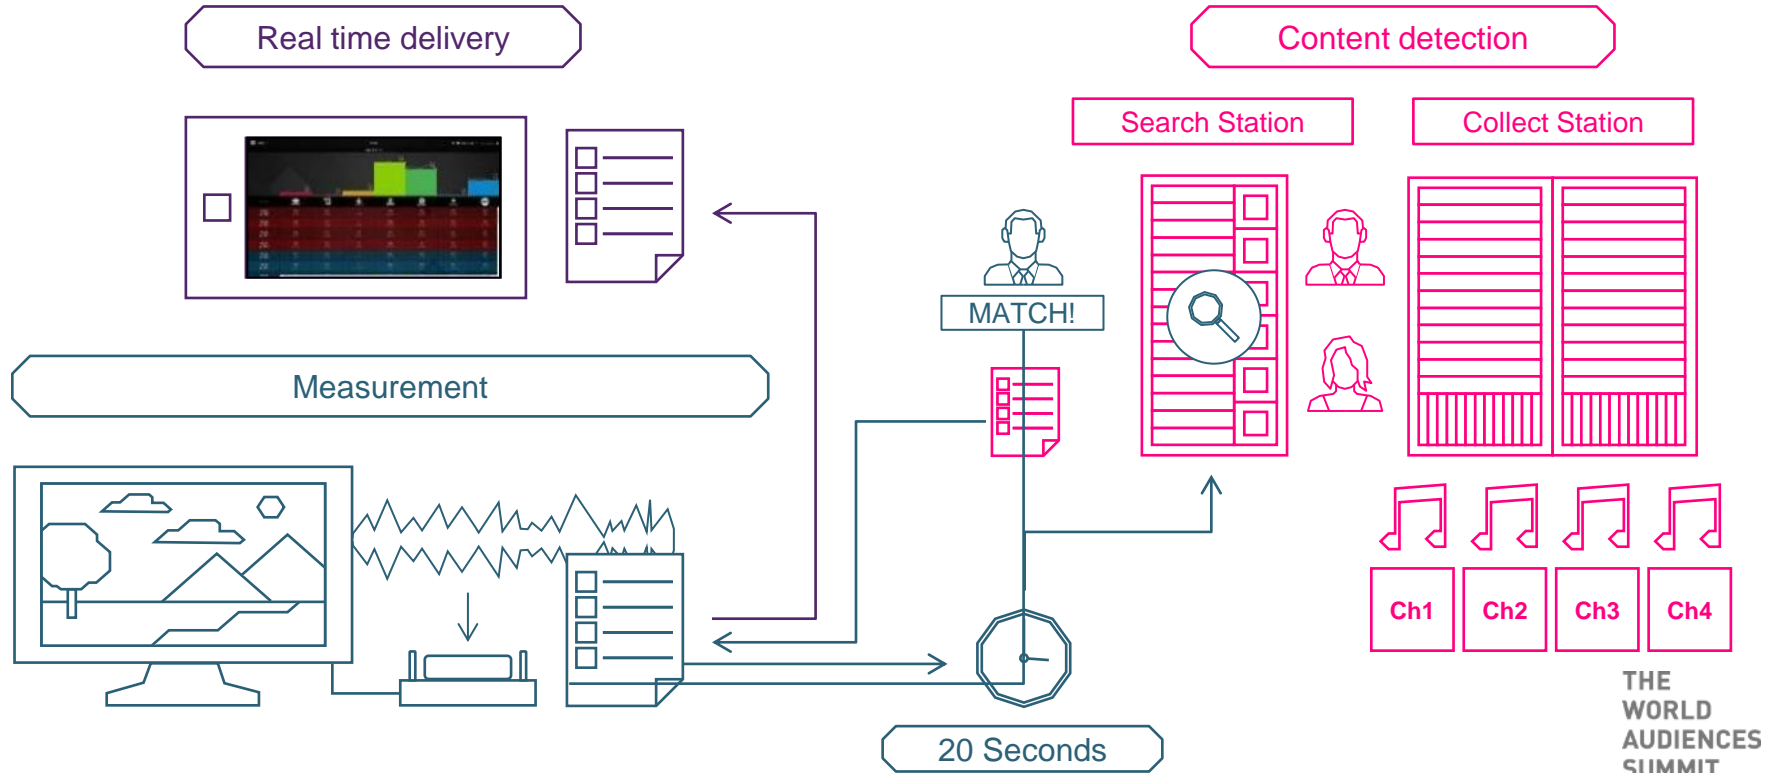 Real time delivery
Content detection
Search Station
Collect Station
MATCH!
Measurement
Ch1
Ch2
Ch3
Ch4
20 Seconds
THE
WORLD
AUDIENCES
SUMMIT